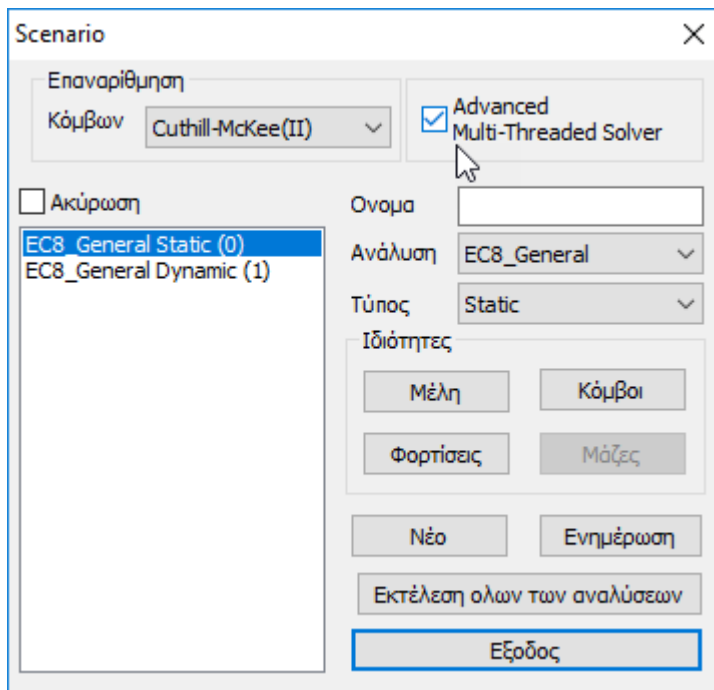 Scenario
Επαναρίθμηση
Κόμβων
Cuthill-McKee(II)
Advanced
Multi-Threaded Solver
Ακύρωση
Ονομα
EC8_General Static (0)
EC8_General Dynamic (1)
Ανάλυση
EC8_General
Τύπος
Static
Ιδιότητες
Μέλη
Κόμβοι
Φορτίσεις
Μάζες
Νέο
Ενημέρωση
Εκτέλεση ολων των αναλύσεων
Εξοδος